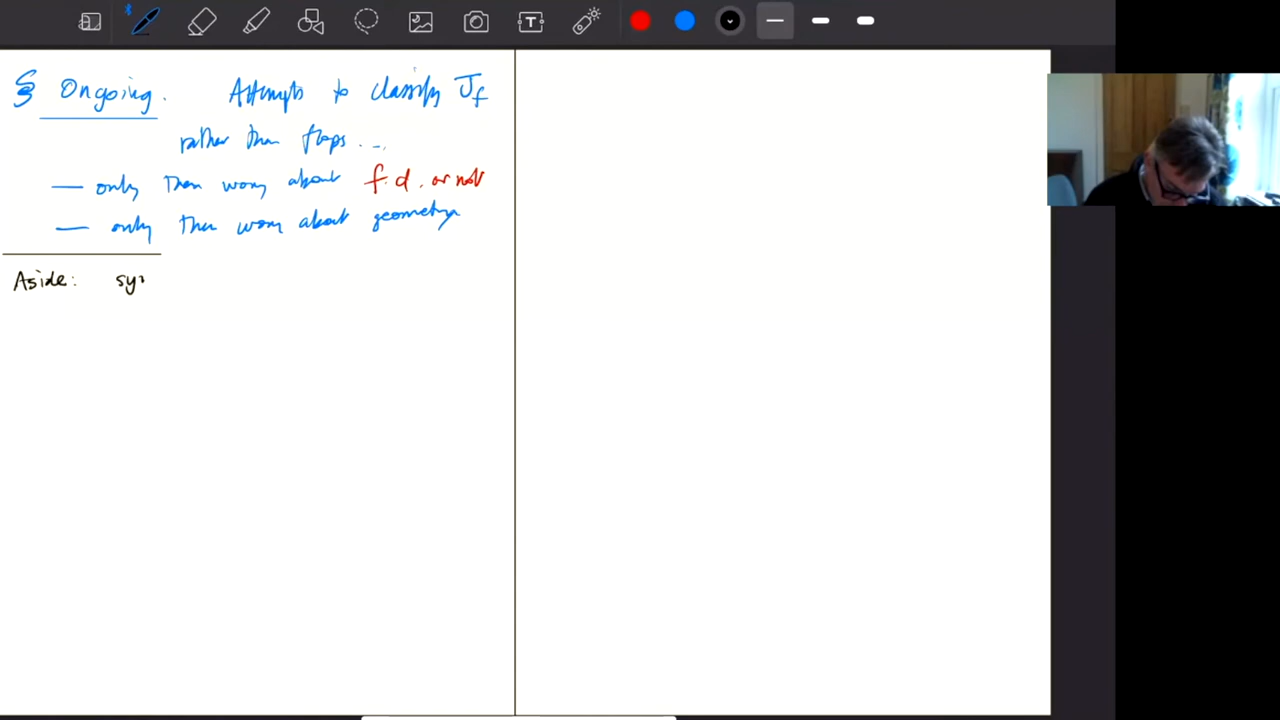 § Ongoing. Attempts to classify J_f
rather than flops...
— only then worry about f.d. or not
— only then worry about geometry
Aside: sy